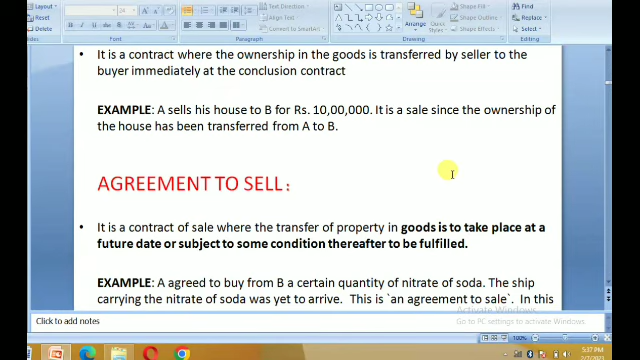 Layout
Reset
Delete
Font
Text Direction
Align Text
Convert to SmartArt
Paragraph
Arrange
Quick
Styles
Shape Fill
Shape Outline
Shape Effects
Drawing
Find
Replace
Select
Editing
• It is a contract where the ownership in the goods is transferred by seller to the
buyer immediately at the conclusion contract
EXAMPLE: A sells his house to B for Rs. 10,00,000. It is a sale since the ownership of
the house has been transferred from A to B.
AGREEMENT TO SELL:
• It is a contract of sale where the transfer of property in goods is to take place at a
future date or subject to some condition thereafter to be fulfilled.
EXAMPLE: A agreed to buy from B a certain quantity of nitrate of soda. The ship
carrying the nitrate of soda was yet to arrive. This is `an agreement to sale`. In this
Activate Windows
Go to PC settings to activate Windows.
Click to add notes
100%
5:37 PM